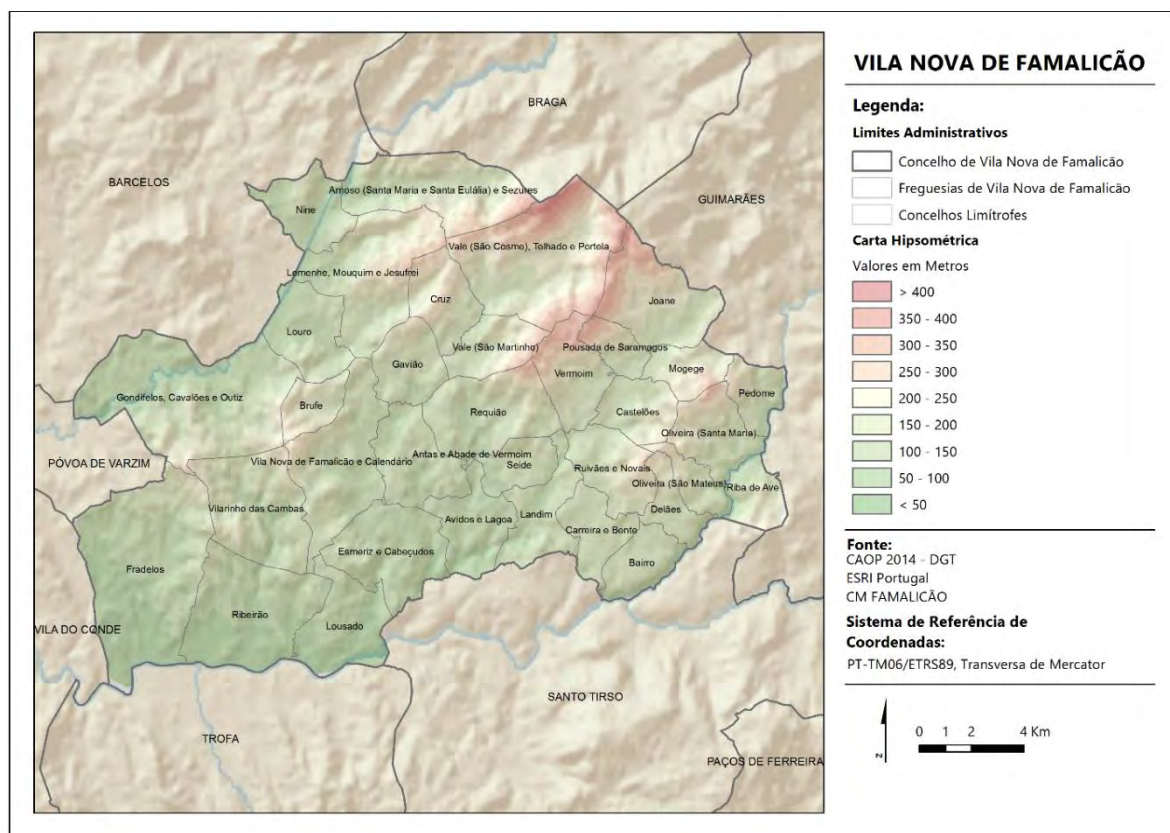 BRAGA
BARCELOS
GUIMARÃES
Arnoso (Santa Maria e Santa Eulália) e Sezures
Nine
Vale (São Cosme), Telhado e Portela
Lemenhe, Mouquim e Jesufrei
Cruz
Joane
Louro
Vale (São Martinho)
Pousada de Saramagos
Gavião
Mogege
Vermoim
Pedome
Gondifelos, Cavalões e Outiz
Brufe
Requião
Castelões
Oliveira (Santa Maria)
PÓVOA DE VARZIM
Vila Nova de Famalicão e Calendário
Antas e Abade de Vermoim
Seide
Ruivães e Novais
Oliveira (São Mateus)
Riba de Ave
Vilarinho das Cambas
Avidos e Lagoa
Landim
Delães
Carreira e Bente
Esmeriz e Cabeçudos
Bairro
Fradelos
Ribeirão
Lousado
VILA DO CONDE
SANTO TIRSO
TROFA
PAÇOS DE FERREIRA
VILA NOVA DE FAMALICÃO
Legenda:
Limites Administrativos
Concelho de Vila Nova de Famalicão
Freguesias de Vila Nova de Famalicão
Concelhos Limítrofes
Carta Hipsométrica
Valores em Metros
> 400
350 - 400
300 - 350
250 - 300
200 - 250
150 - 200
100 - 150
50 - 100
< 50
Fonte:
CAOP 2014 - DGT
ESRI Portugal
CM FAMALICÃO
Sistema de Referência de
Coordenadas:
PT-TM06/ETRS89, Transversa de Mercator
N
0 1 2 4 Km